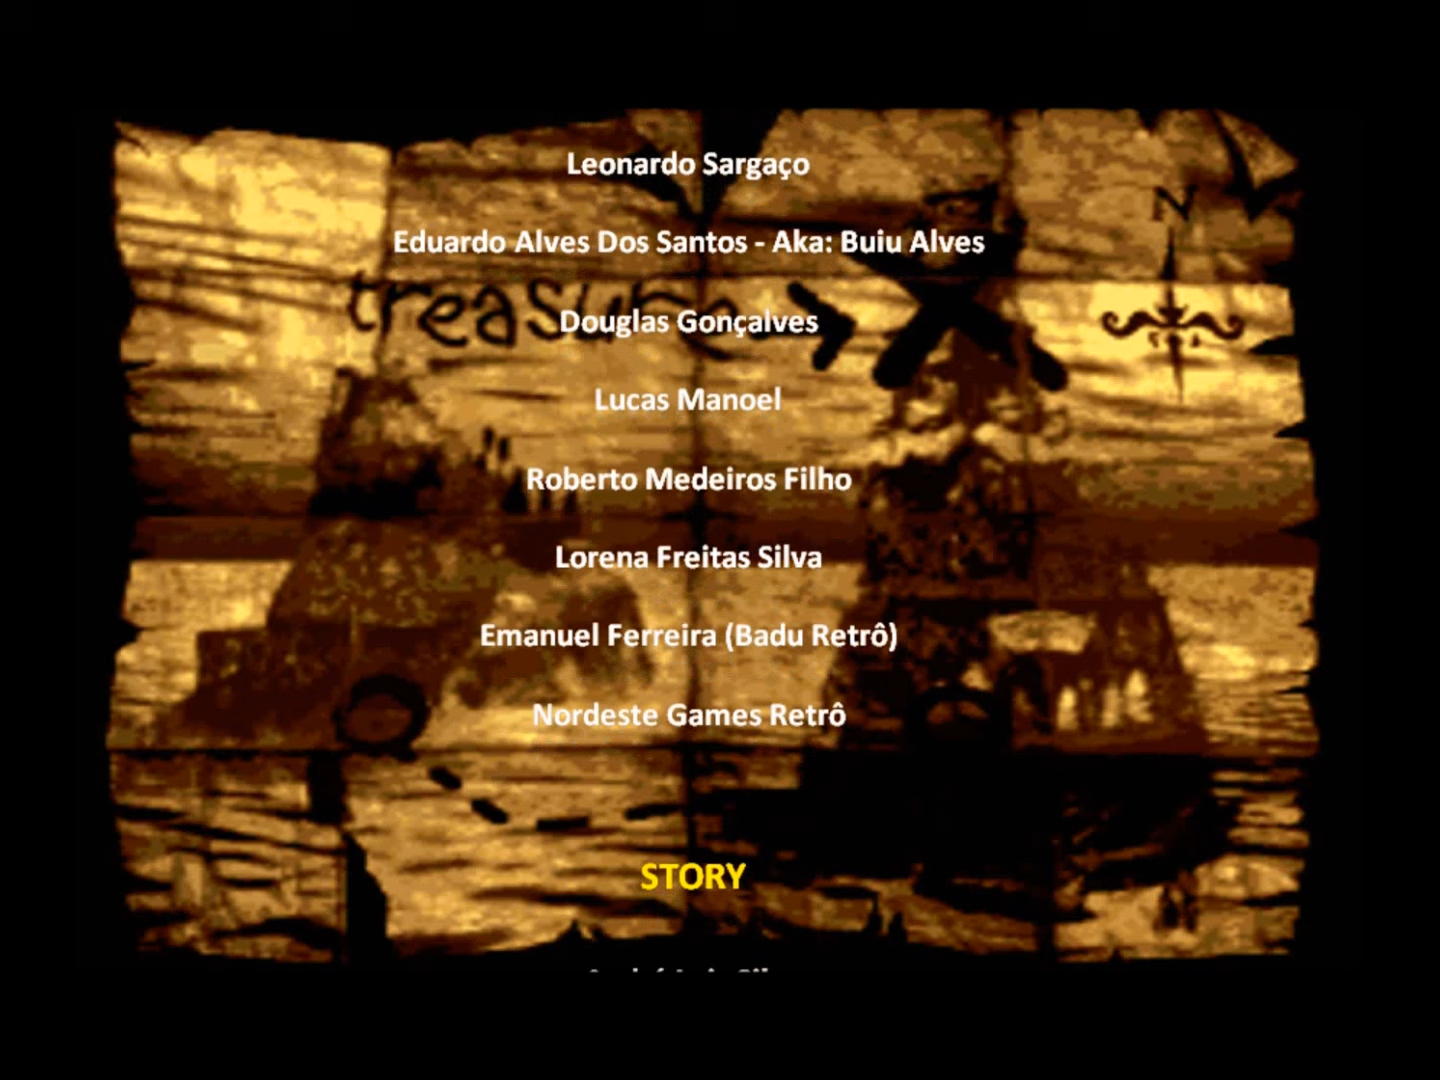 Leonardo Sargaço
N
Eduardo Alves Dos Santos - Aka: Buiu Alves
treasure
Douglas Gonçalves
Lucas Manoel
Roberto Medeiros Filho
Lorena Freitas Silva
Emanuel Ferreira (Badu Retrô)
Nordeste Games Retrô
STORY